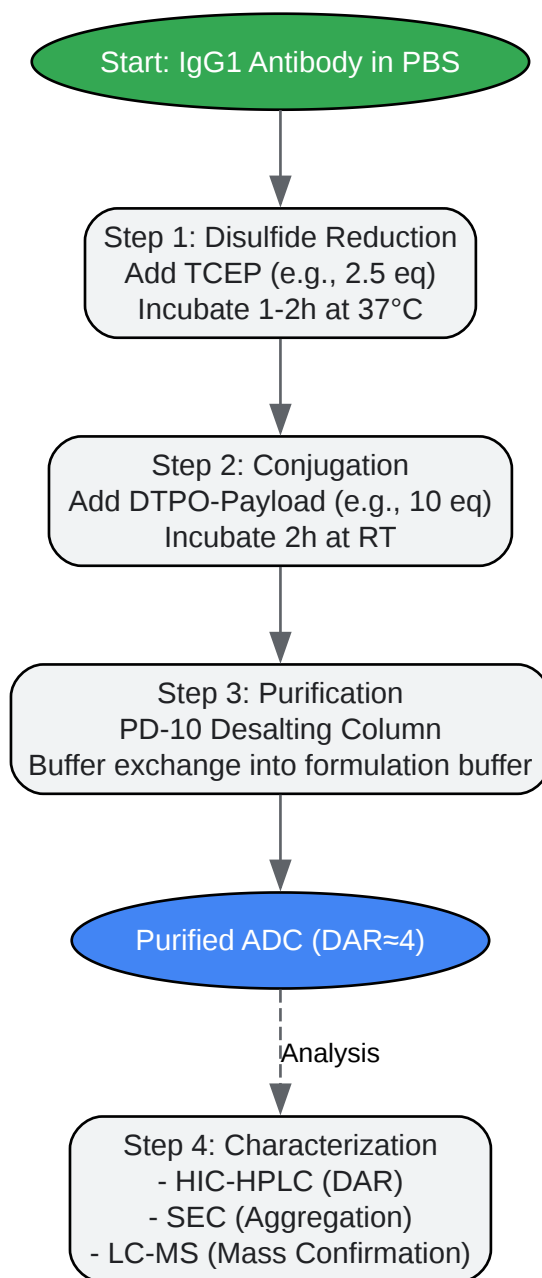 Start: IgG1 Antibody in PBS
Step 1: Disulfide Reduction
Add TCEP (e.g., 2.5 eq)
Incubate 1-2h at 37°C
Step 2: Conjugation
Add DTPO-Payload (e.g., 10 eq)
Incubate 2h at RT
Step 3: Purification
PD-10 Desalting Column
Buffer exchange into formulation buffer
Purified ADC (DAR≈4)
Analysis
Step 4: Characterization
- HIC-HPLC (DAR)
- SEC (Aggregation)
- LC-MS (Mass Confirmation)